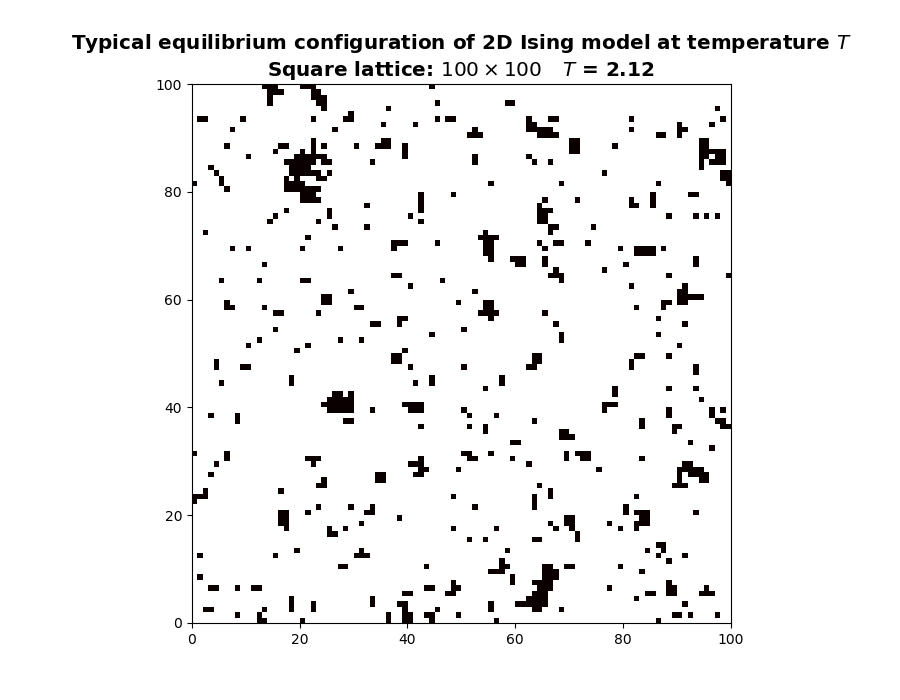 Typical equilibrium configuration of 2D Ising model at temperature T
Square lattice: 100 × 100 T = 2.12
100
80
60
40
20
0
0 20 40 60 80 100